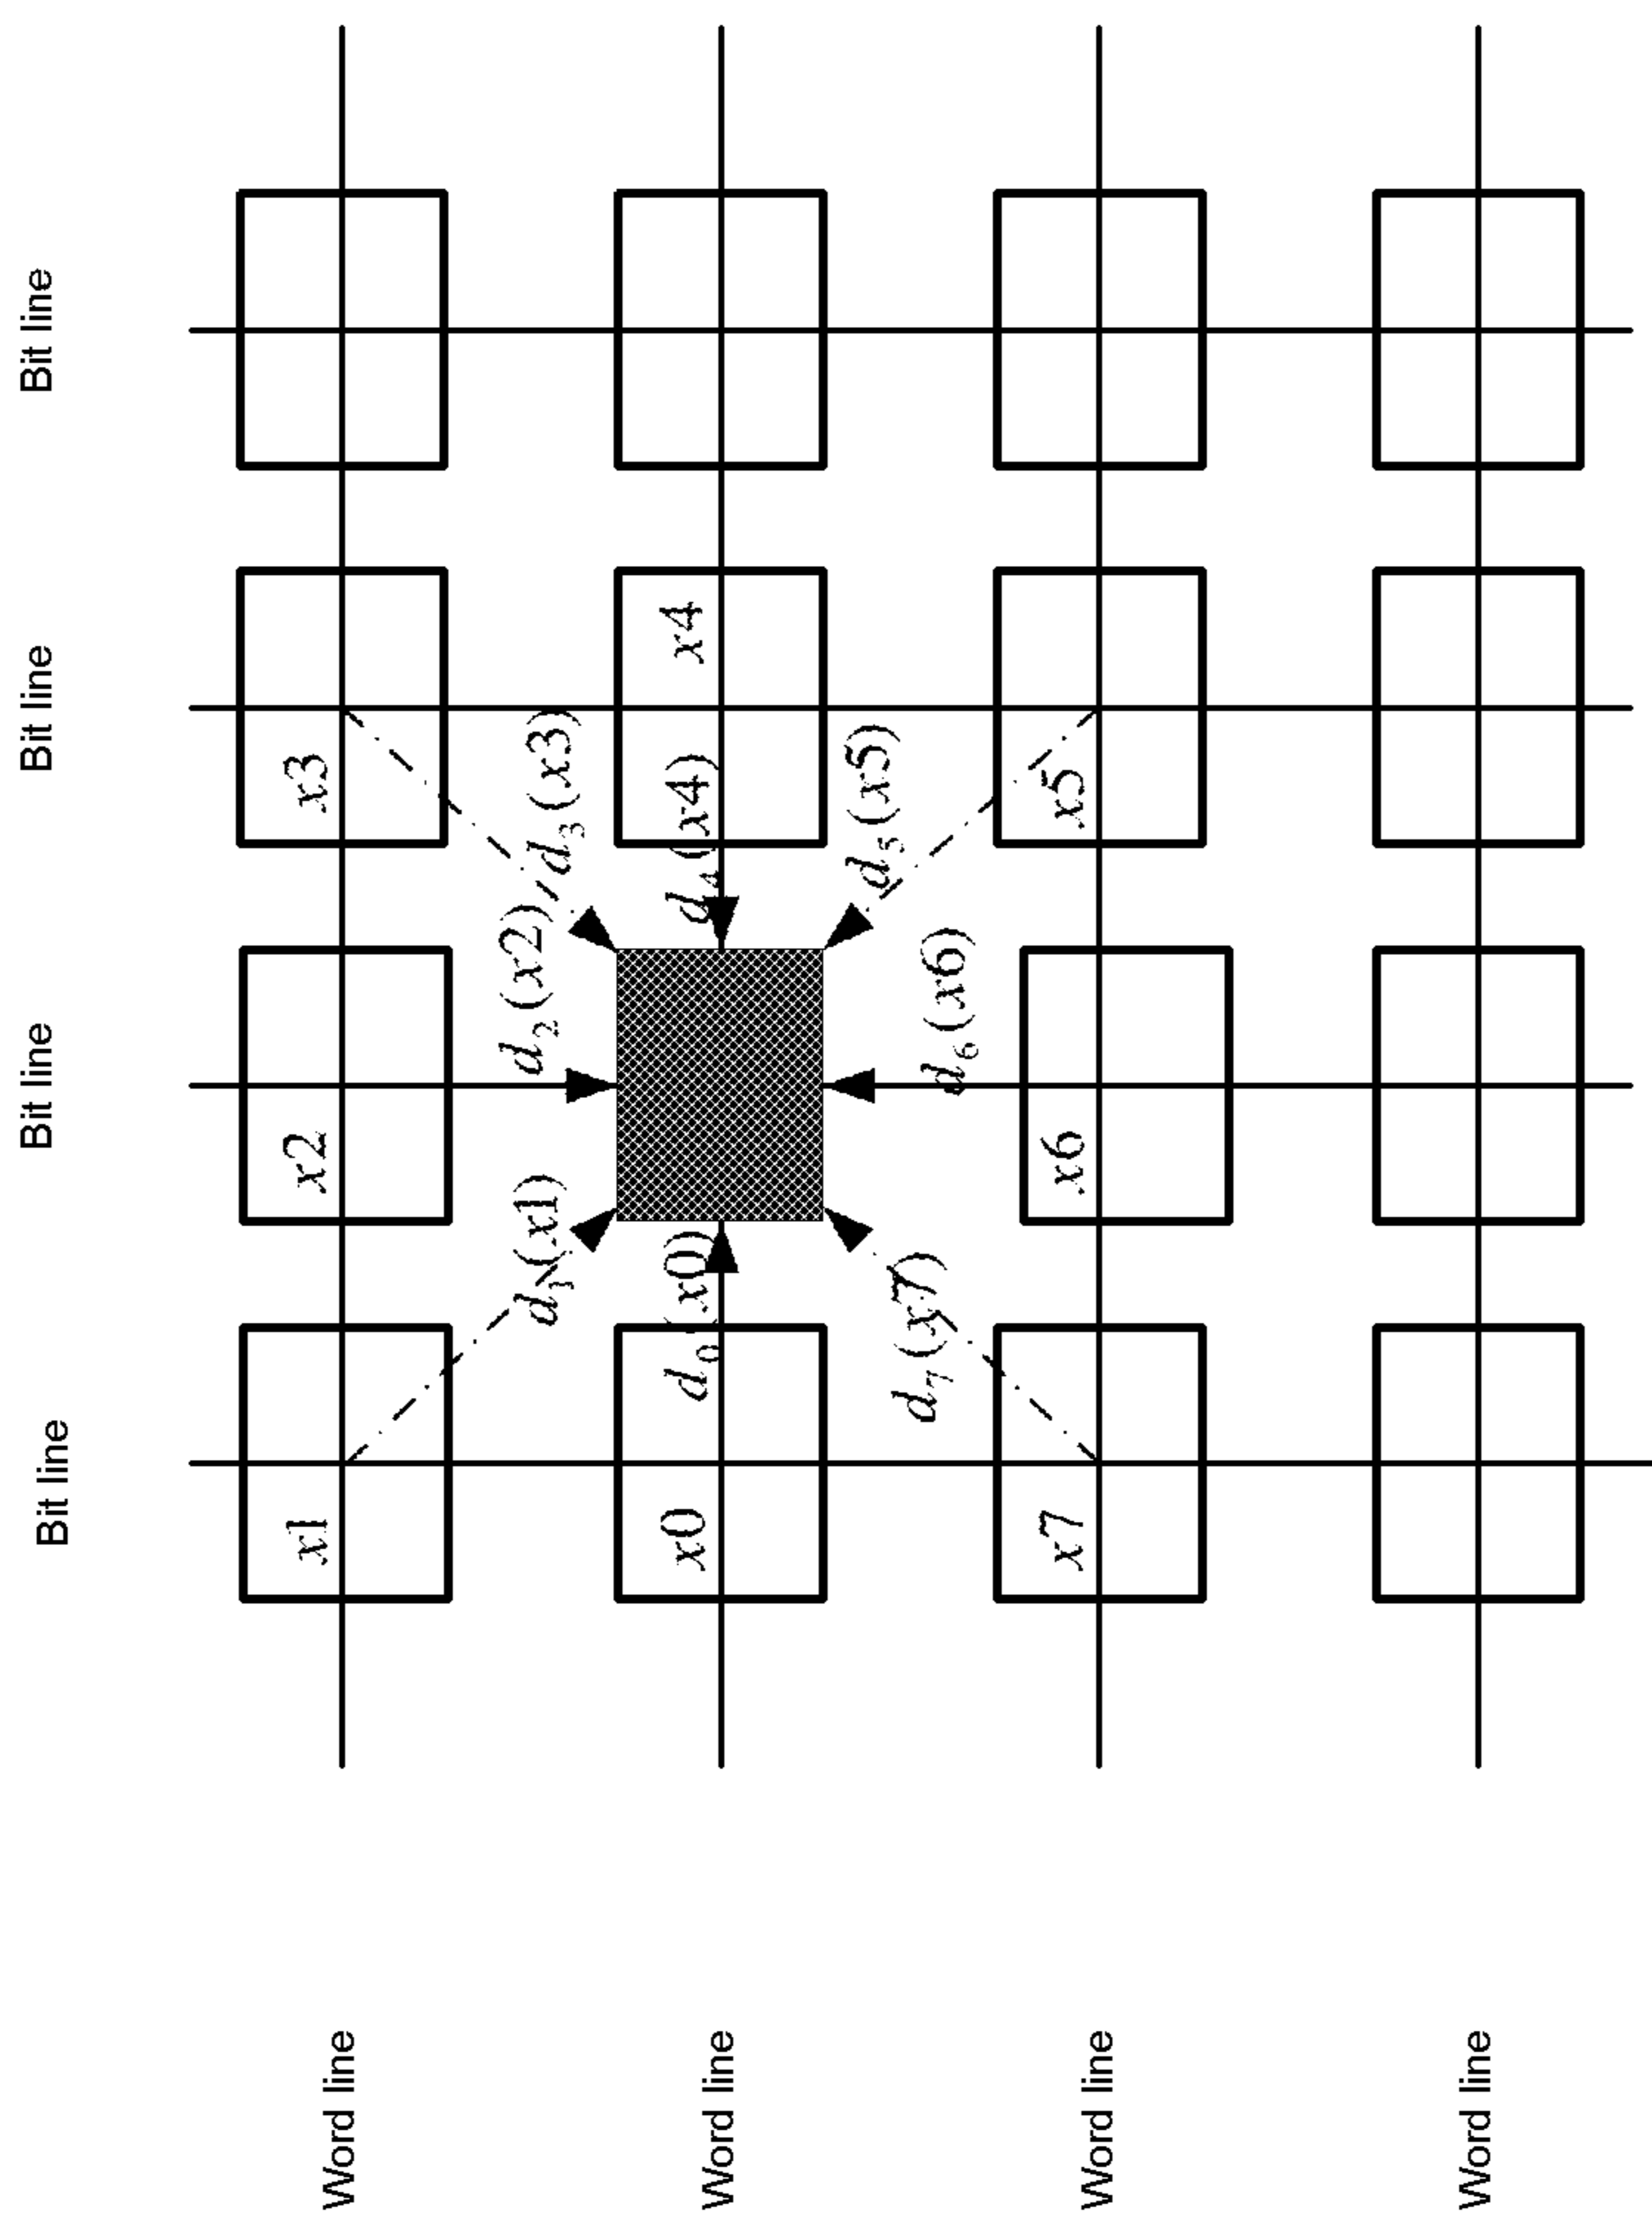 Bit line
Bit line
Bit line
Bit line
Word line
x1
x2
x3
d₁(x1)
d₂(x2)
d₃(x3)
Word line
x0
d₀(x0)
d₄(x4)
x4
d₇(x7)
d₆(x6)
d₅(x5)
Word line
x7
x6
x5
Word line